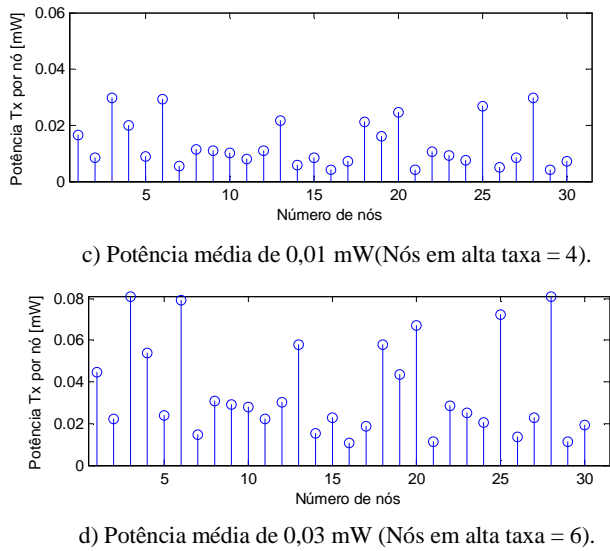 0.06
0.04
0.02
0
Potência Tx por nó [mW]
5 10 15 20 25 30
Número de nós
c) Potência média de 0,01 mW(Nós em alta taxa = 4).
0.08
0.06
0.04
0.02
0
Potência Tx por nó [mW]
5 10 15 20 25 30
Número de nós
d) Potência média de 0,03 mW (Nós em alta taxa = 6).